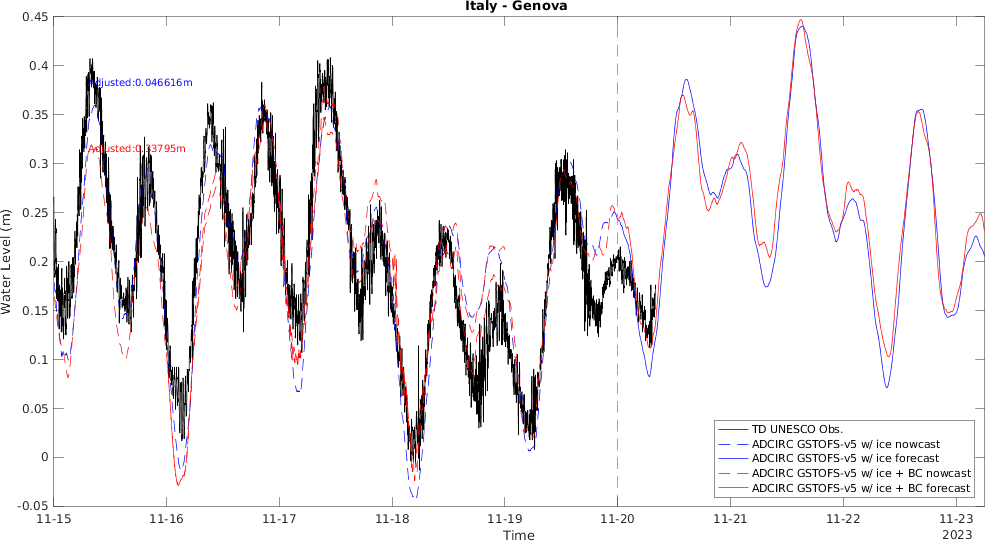 Italy - Genova
Water Level (m)
0.45
0.4
0.35
0.3
0.25
0.2
0.15
0.1
0.05
0
-0.05
Adjusted:0.046616m
Adjusted:0.33795m
TD UNESCO Obs.
ADCIRC GSTOFS-v5 w/ ice nowcast
ADCIRC GSTOFS-v5 w/ ice forecast
ADCIRC GSTOFS-v5 w/ ice + BC nowcast
ADCIRC GSTOFS-v5 w/ ice + BC forecast
11-15 11-16 11-17 11-18 11-19 11-20 11-21 11-22 11-23
Time
2023